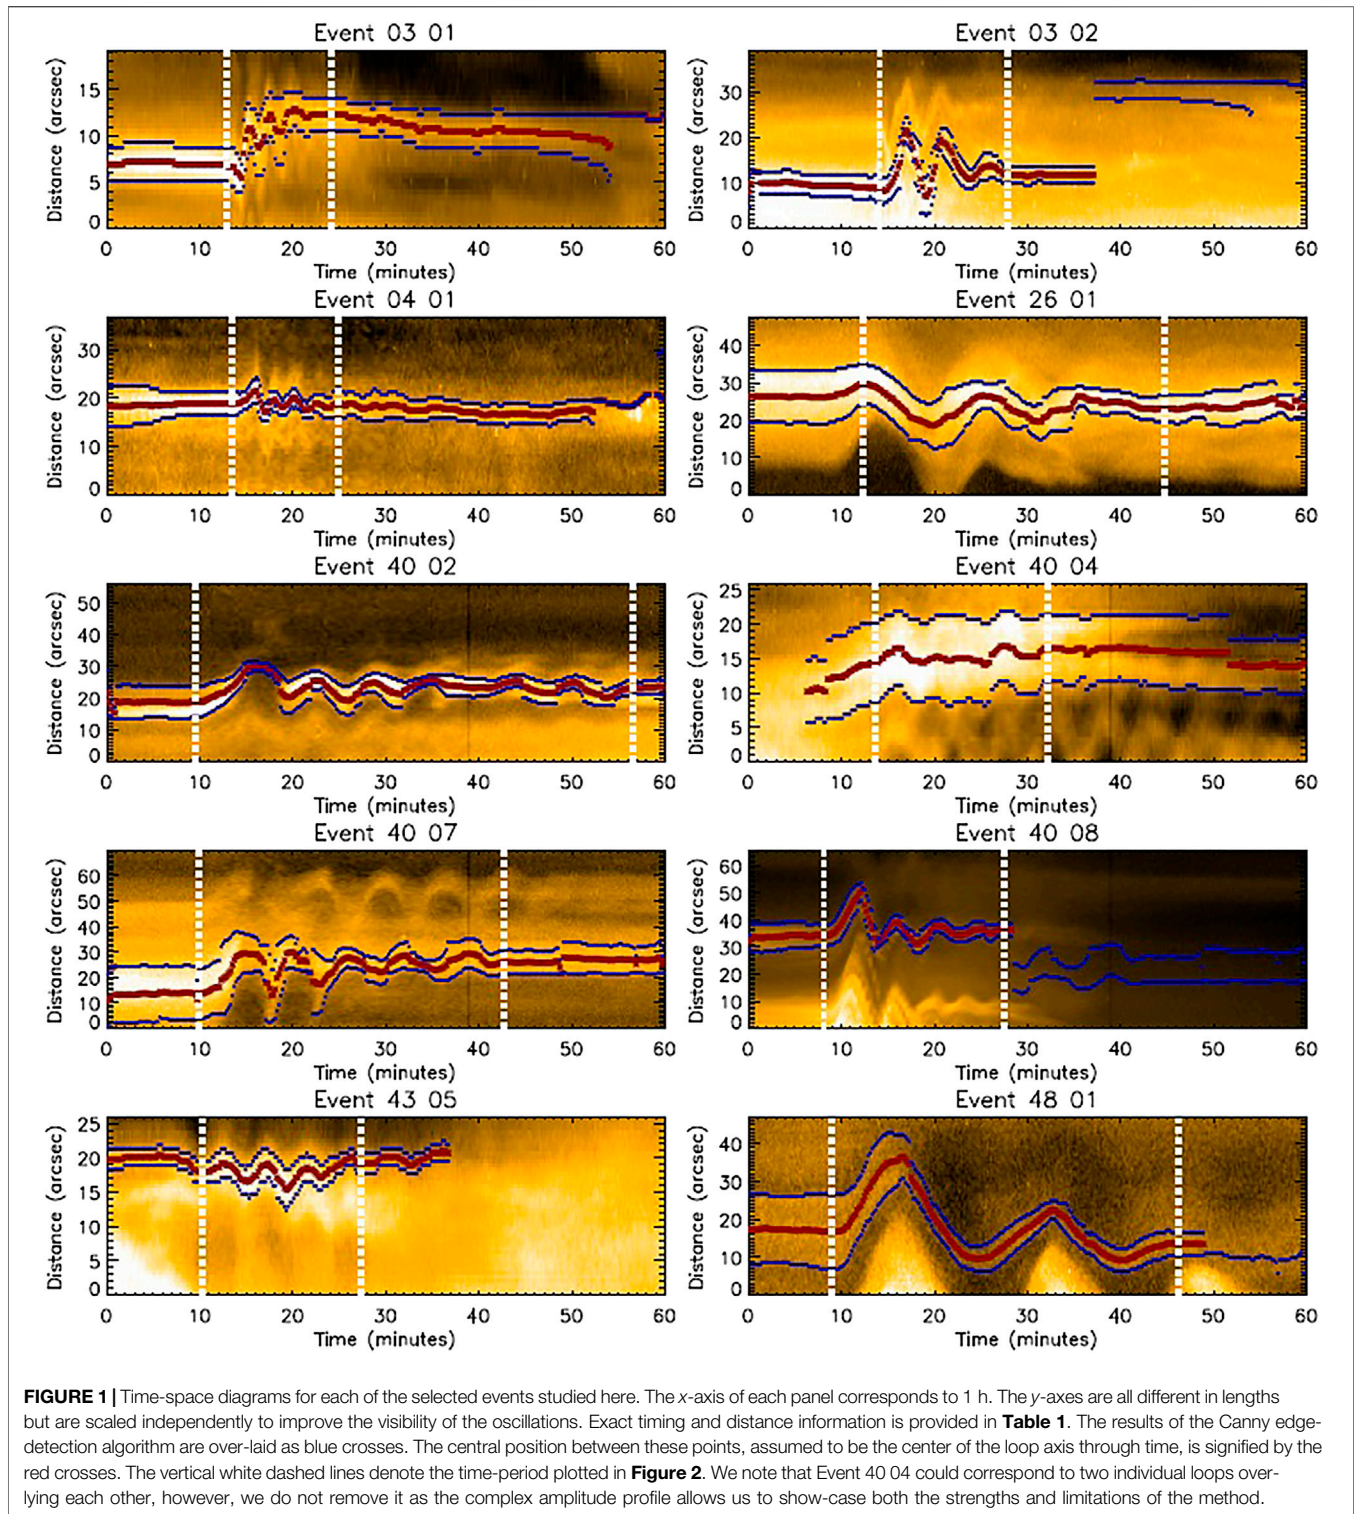 Event 03 01
Event 03 02
Distance (arcsec)
15
10
5
0
0 10 20 30 40 50 60
Time (minutes)
Distance (arcsec)
30
20
10
0
0 10 20 30 40 50 60
Time (minutes)
Event 04 01
Event 26 01
Distance (arcsec)
30
20
10
0
0 10 20 30 40 50 60
Time (minutes)
Distance (arcsec)
40
30
20
10
0
0 10 20 30 40 50 60
Time (minutes)
Event 40 02
Event 40 04
Distance (arcsec)
50
40
30
20
10
0
0 10 20 30 40 50 60
Time (minutes)
Distance (arcsec)
25
20
15
10
5
0
0 10 20 30 40 50 60
Time (minutes)
Event 40 07
Event 40 08
Distance (arcsec)
60
50
40
30
20
10
0
0 10 20 30 40 50 60
Time (minutes)
Distance (arcsec)
60
50
40
30
20
10
0
0 10 20 30 40 50 60
Time (minutes)
Event 43 05
Event 48 01
Distance (arcsec)
25
20
15
10
5
0
0 10 20 30 40 50 60
Time (minutes)
Distance (arcsec)
40
30
20
10
0
0 10 20 30 40 50 60
Time (minutes)
FIGURE 1 | Time-space diagrams for each of the selected events studied here. The x-axis of each panel corresponds to 1 h. The y-axes are all different in lengths
but are scaled independently to improve the visibility of the oscillations. Exact timing and distance information is provided in Table 1. The results of the Canny edge-
detection algorithm are over-laid as blue crosses. The central position between these points, assumed to be the center of the loop axis through time, is signified by the
red crosses. The vertical white dashed lines denote the time-period plotted in Figure 2. We note that Event 40 04 could correspond to two individual loops over-
lying each other, however, we do not remove it as the complex amplitude profile allows us to show-case both the strengths and limitations of the method.